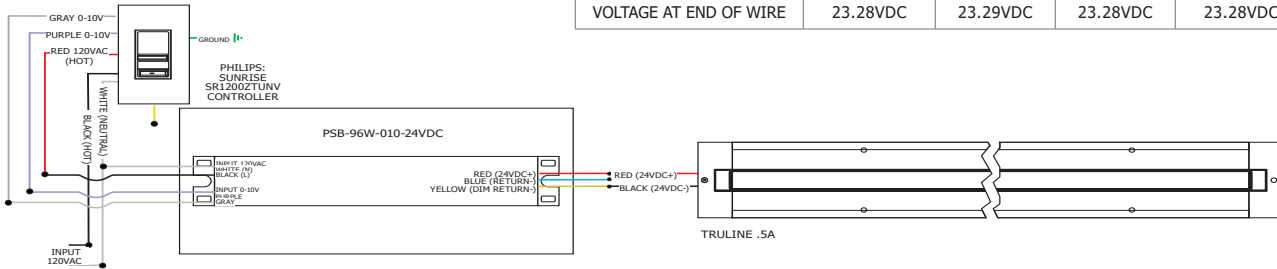 VOLTAGE AT END OF WIRE 23.28VDC 23.29VDC 23.28VDC 23.28VDC
GRAY 0-10V
PURPLE 0-10V
RED 120VAC
(HOT)
GROUND
PHILIPS:
SUNRISE
SR1200ZTUNV
CONTROLLER
WHITE (NEUTRAL)
BLACK (HOT)
PSB-96W-010-24VDC
INPUT 120VAC
WHITE (N)
BLACK (L)
INPUT 0-10V
PURPLE
GRAY
RED (24VDC+)
BLUE (RETURN-)
YELLOW (DIM RETURN-)
RED (24VDC+)
BLACK (24VDC-)
TRULINE .5A
INPUT
120VAC